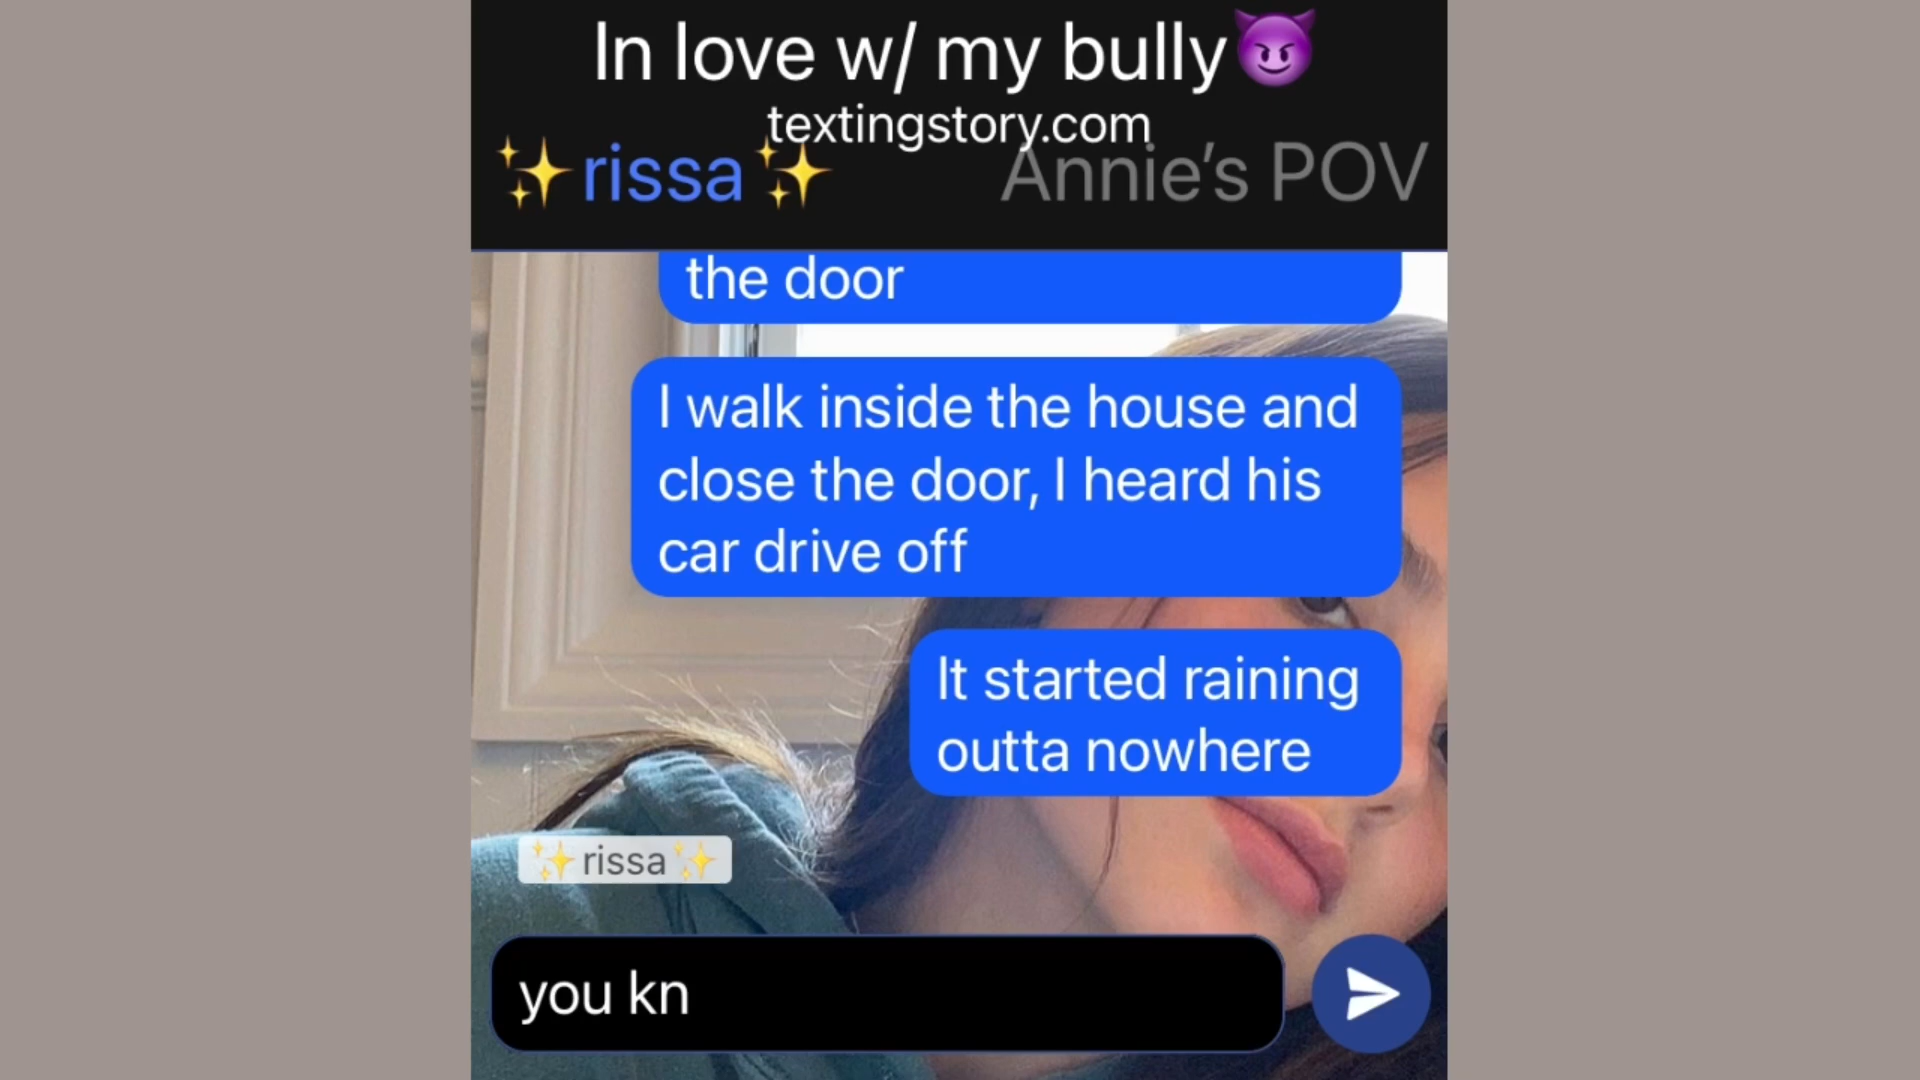 In love w/ my bully😈
textingstory.com
✨rissa✨ Annie’s POV
the door
I walk inside the house and
close the door, I heard his
car drive off
It started raining
outta nowhere
✨rissa✨
you kn